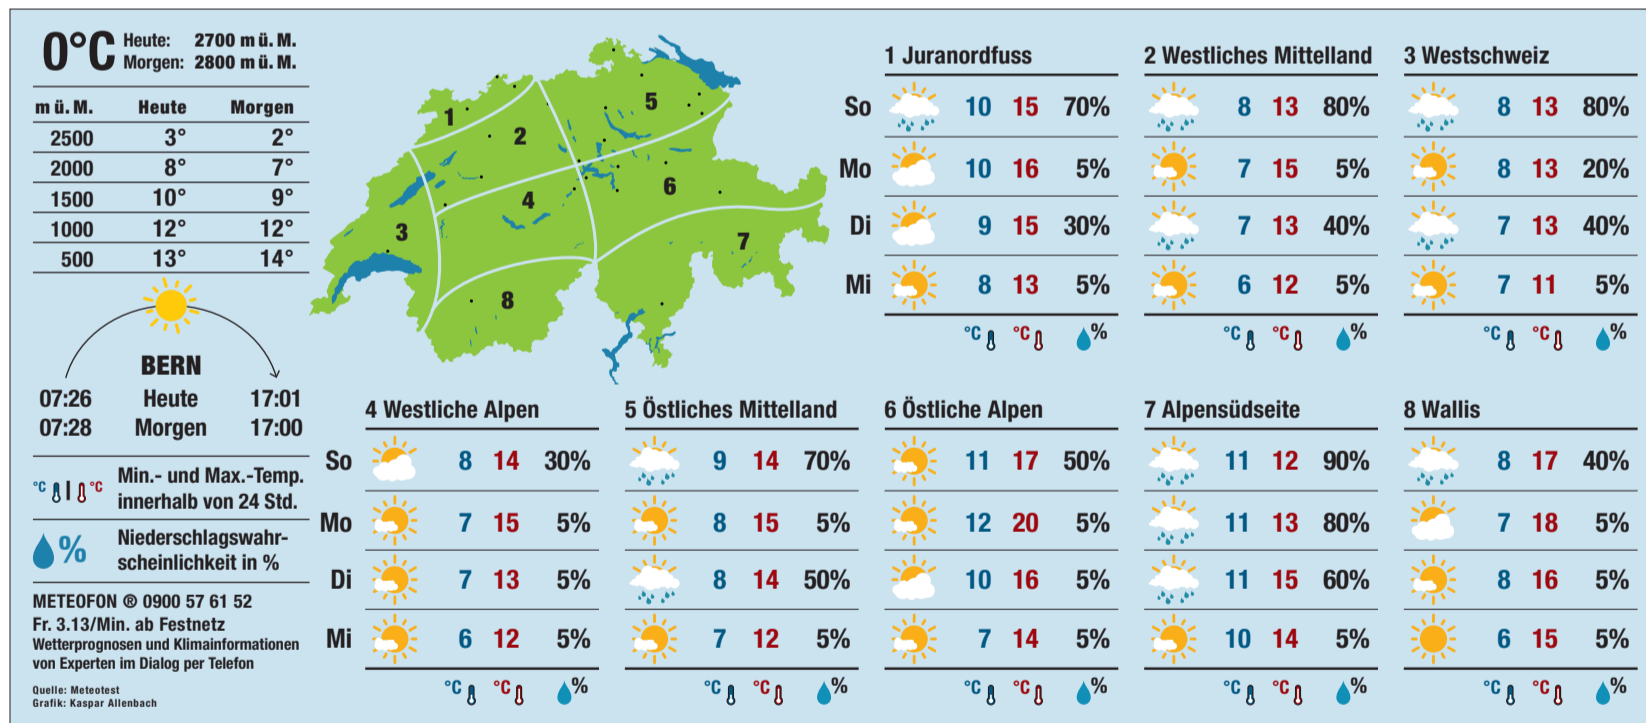 0°C
Heute: 2700 m ü. M.
Morgen: 2800 m ü. M.
m ü. M. Heute Morgen
2500 3° 2°
2000 8° 7°
1500 10° 9°
1000 12° 12°
500 13° 14°
BERN
07:26 Heute 17:01
07:28 Morgen 17:00
°C | °C Min.- und Max.-Temp.
innerhalb von 24 Std.
% Niederschlagswahr-
scheinlichkeit in %
METEOFON ® 0900 57 61 52
Fr. 3.13/Min. ab Festnetz
Wetterprognosen und Klimainformationen
von Experten im Dialog per Telefon
Quelle: Meteotest
Grafik: Kaspar Allenbach
1
2
3
4
5
6
7
8
1 Juranordfuss 2 Westliches Mittelland 3 Westschweiz
So 10 15 70% 8 13 80% 8 13 80%
Mo 10 16 5% 7 15 5% 8 13 20%
Di 9 15 30% 7 13 40% 7 13 40%
Mi 8 13 5% 6 12 5% 7 11 5%
°C °C % °C °C % °C °C %
4 Westliche Alpen 5 Östliches Mittelland 6 Östliche Alpen 7 Alpensüdseite 8 Wallis
So 8 14 30% 9 14 70% 11 17 50% 11 12 90% 8 17 40%
Mo 7 15 5% 8 15 5% 12 20 5% 11 13 80% 7 18 5%
Di 7 13 5% 8 14 50% 10 16 5% 11 15 60% 8 16 5%
Mi 6 12 5% 7 12 5% 7 14 5% 10 14 5% 6 15 5%
°C °C % °C °C % °C °C % °C °C % °C °C %